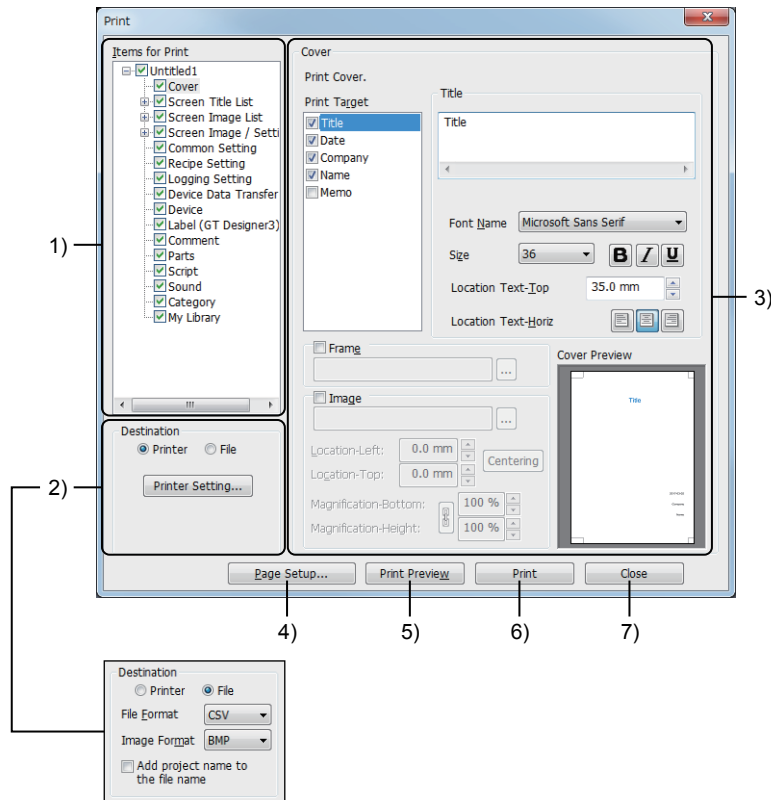 Print
Items for Print
Untitled1
Cover
Screen Title List
Screen Image List
Screen Image / Setti
Common Setting
Recipe Setting
Logging Setting
Device Data Transfer
Device
Label (GT Designer3)
Comment
Parts
Script
Sound
Category
My Library
1)
Destination
Printer File
Printer Setting...
2)
Cover
Print Cover.
Print Target
Title
Date
Company
Name
Memo
Title
Title
Font Name Microsoft Sans Serif
Size 36 B I U
Location Text-Top 35.0 mm
Location Text-Horiz
3)
Frame
...
Image
...
Location-Left: 0.0 mm
Location-Top: 0.0 mm
Centering
Magnification-Bottom: 100 %
Magnification-Height: 100 %
Cover Preview
Title
Page Setup... Print Preview Print Close
4) 5) 6) 7)
Destination
Printer File
File Format CSV
Image Format BMP
Add project name to
the file name